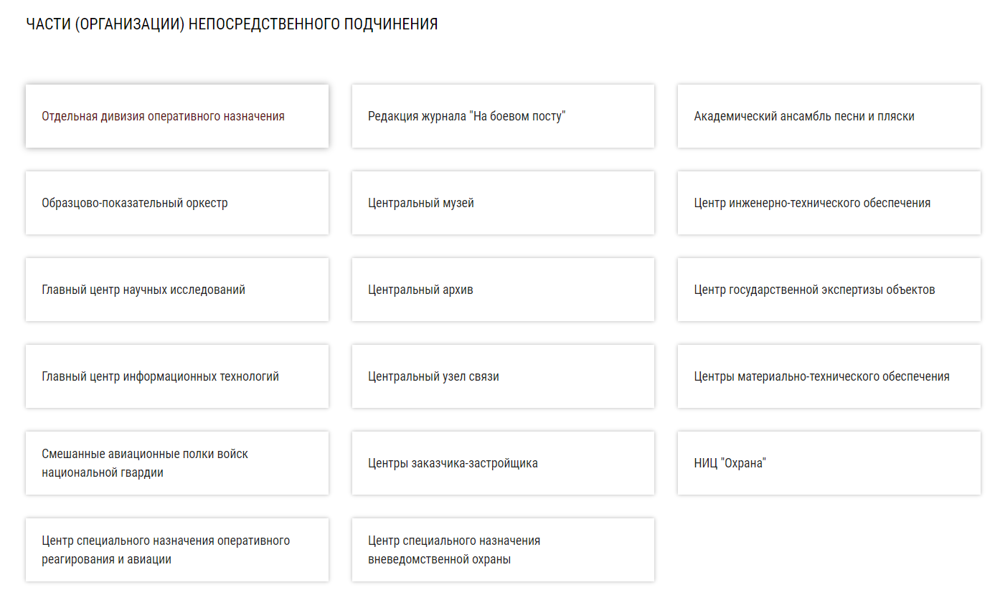 ЧАСТИ (ОРГАНИЗАЦИИ) НЕПОСРЕДСТВЕННОГО ПОДЧИНЕНИЯ
Отдельная дивизия оперативного назначения
Редакция журнала "На боевом посту"
Академический ансамбль песни и пляски
Образцово-показательный оркестр
Центральный музей
Центр инженерно-технического обеспечения
Главный центр научных исследований
Центральный архив
Центр государственной экспертизы объектов
Главный центр информационных технологий
Центральный узел связи
Центры материально-технического обеспечения
Смешанные авиационные полки войск
национальной гвардии
Центры заказчика-застройщика
НИЦ "Охрана"
Центр специального назначения оперативного
реагирования и авиации
Центр специального назначения
вневедомственной охраны